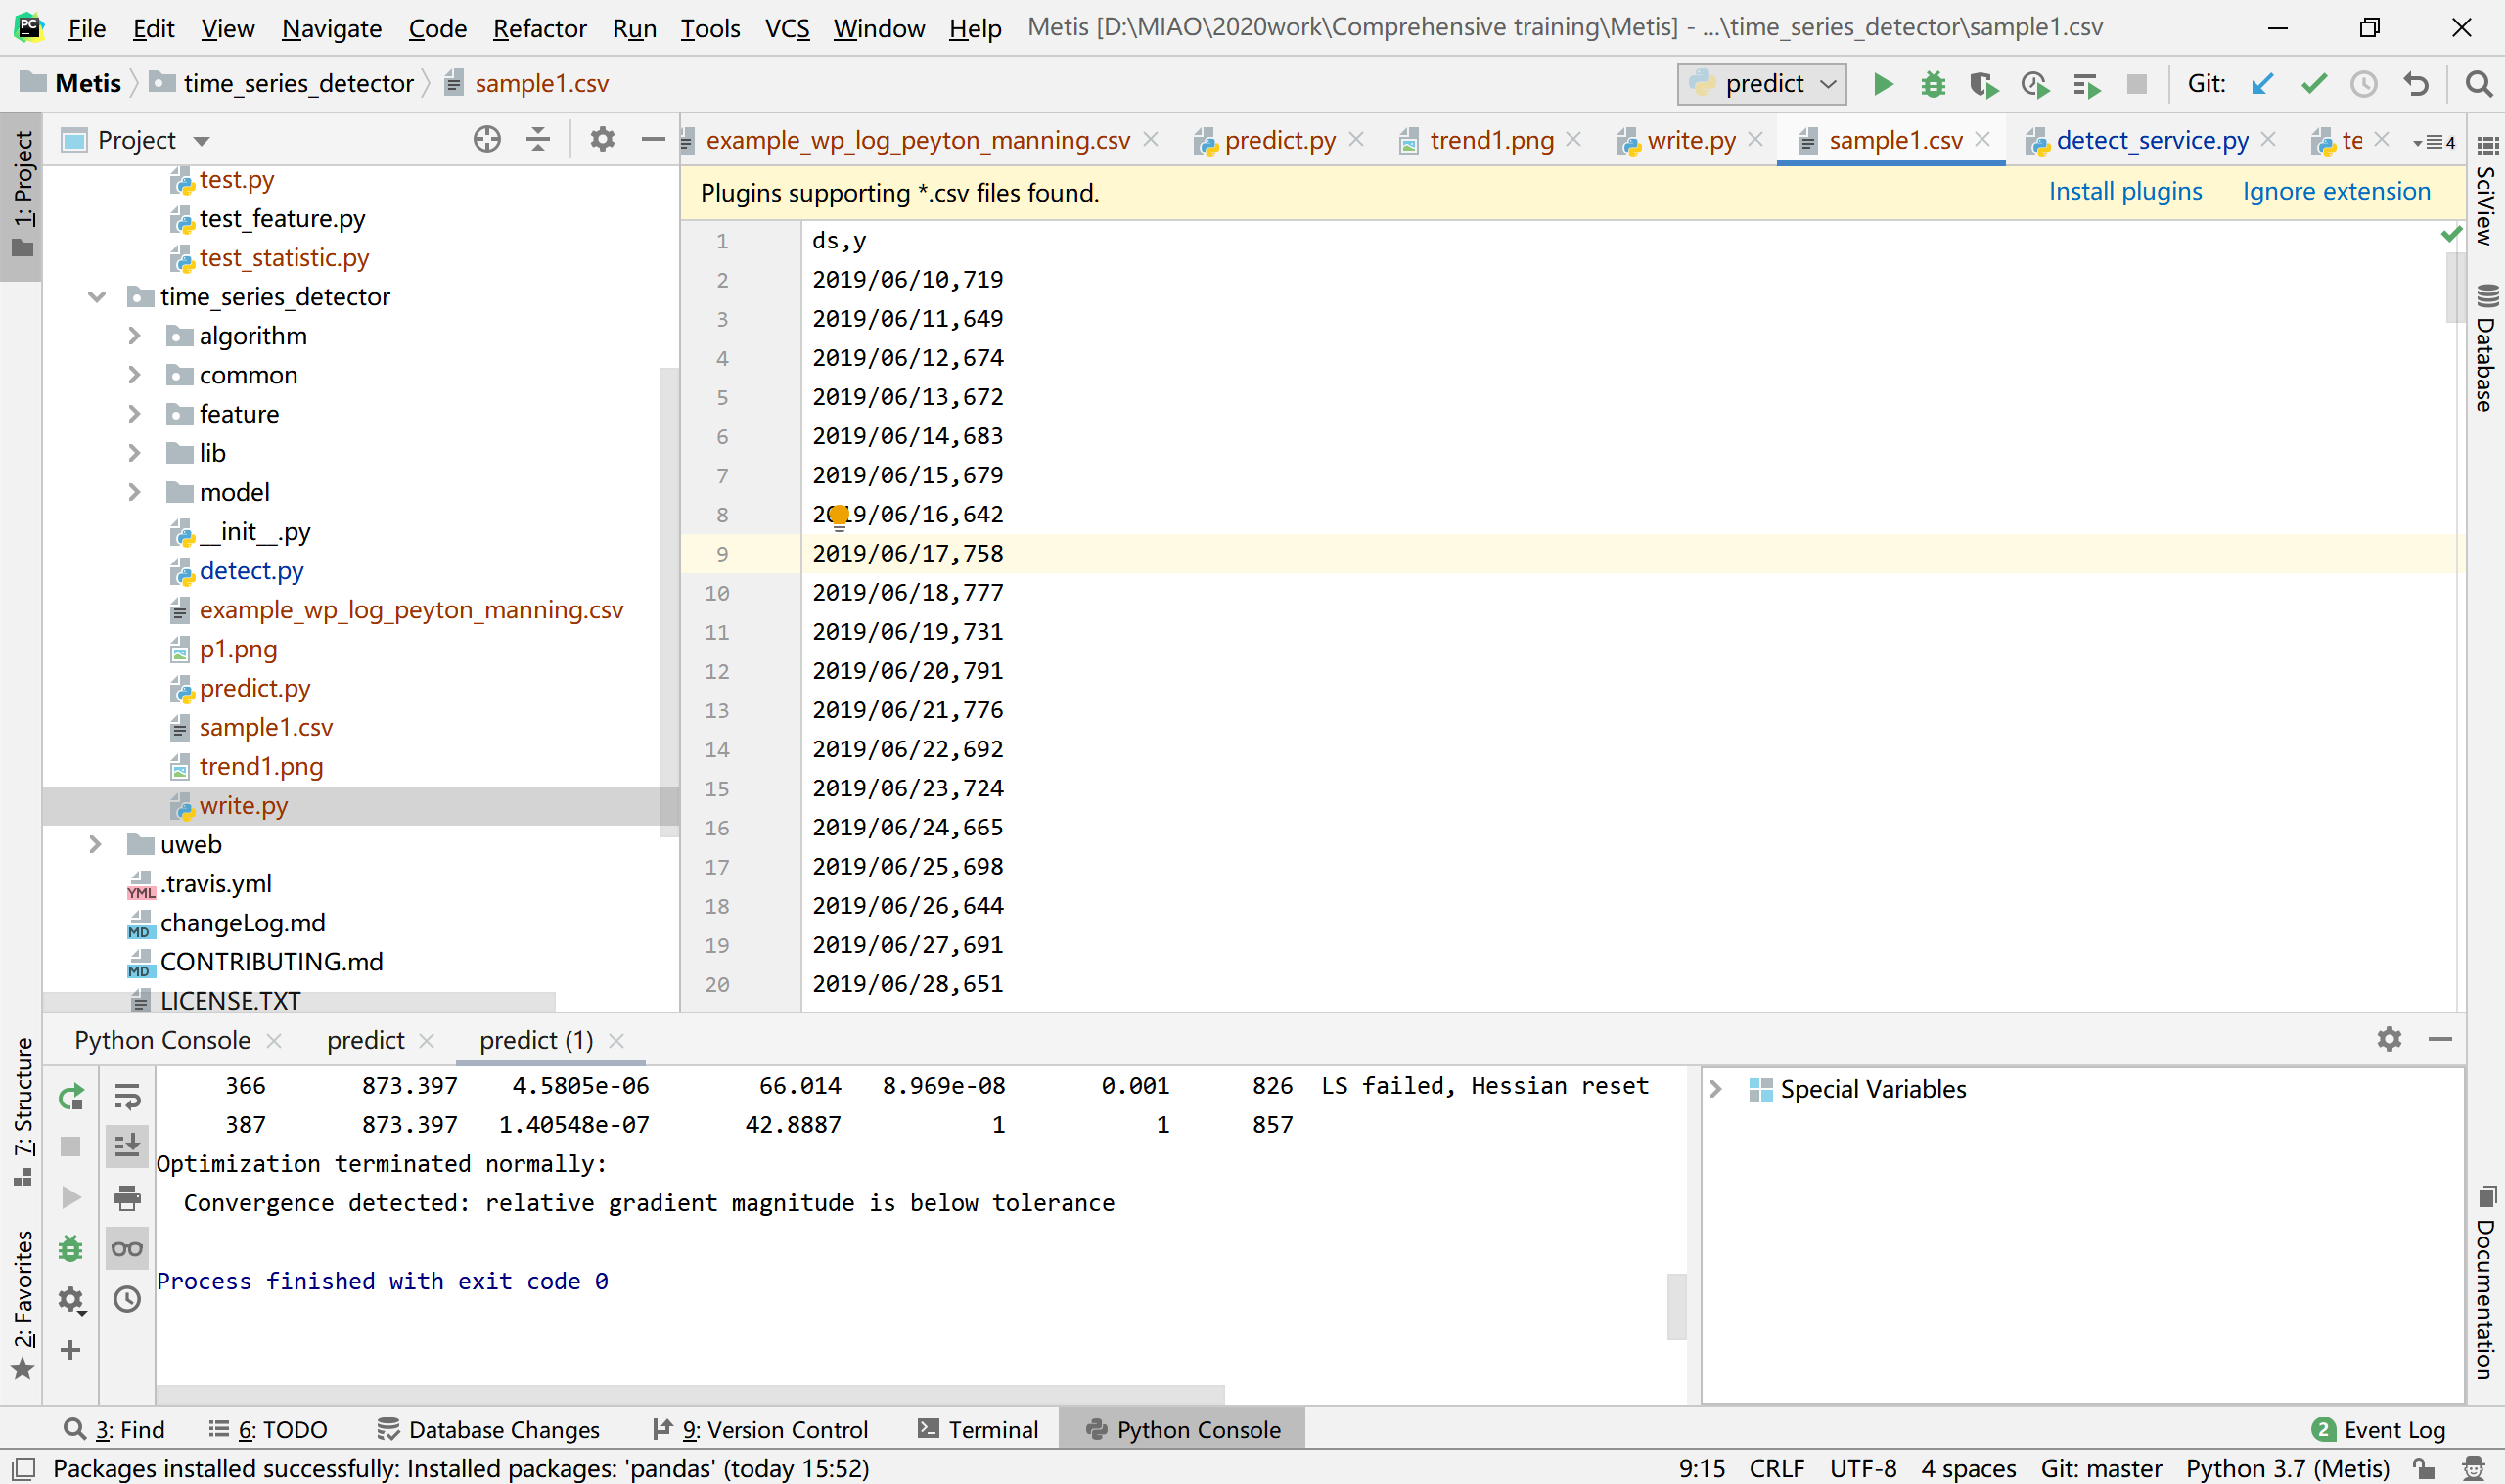 File Edit View Navigate Code Refactor Run Tools VCS Window Help Metis [D:\MIAO\2020work\Comprehensive training\Metis] - ...\time_series_detector\sample1.csv
Metis time_series_detector sample1.csv predict Git:
1: Project
Project
example_wp_log_peyton_manning.csv predict.py trend1.png write.py sample1.csv detect_service.py te 4
Plugins supporting *.csv files found. Install plugins Ignore extension
test.py
test_feature.py
test_statistic.py
time_series_detector
algorithm
common
feature
lib
model
__init__.py
detect.py
example_wp_log_peyton_manning.csv
p1.png
predict.py
sample1.csv
trend1.png
write.py
uweb
YML .travis.yml
MD changeLog.md
MD CONTRIBUTING.md
LICENSE.TXT
1 ds,y
2 2019/06/10,719
3 2019/06/11,649
4 2019/06/12,674
5 2019/06/13,672
6 2019/06/14,683
7 2019/06/15,679
8 2019/06/16,642
9 2019/06/17,758
10 2019/06/18,777
11 2019/06/19,731
12 2019/06/20,791
13 2019/06/21,776
14 2019/06/22,692
15 2019/06/23,724
16 2019/06/24,665
17 2019/06/25,698
18 2019/06/26,644
19 2019/06/27,691
20 2019/06/28,651
SciView
Database
Documentation
7: Structure
2: Favorites
Python Console predict predict (1)
366 873.397 4.5805e-06 66.014 8.969e-08 0.001 826 LS failed, Hessian reset
387 873.397 1.40548e-07 42.8887 1 1 857
Optimization terminated normally:
Convergence detected: relative gradient magnitude is below tolerance
Process finished with exit code 0
Special Variables
3: Find 6: TODO Database Changes 9: Version Control Terminal Python Console 2 Event Log
Packages installed successfully: Installed packages: 'pandas' (today 15:52) 9:15 CRLF UTF-8 4 spaces Git: master Python 3.7 (Metis)